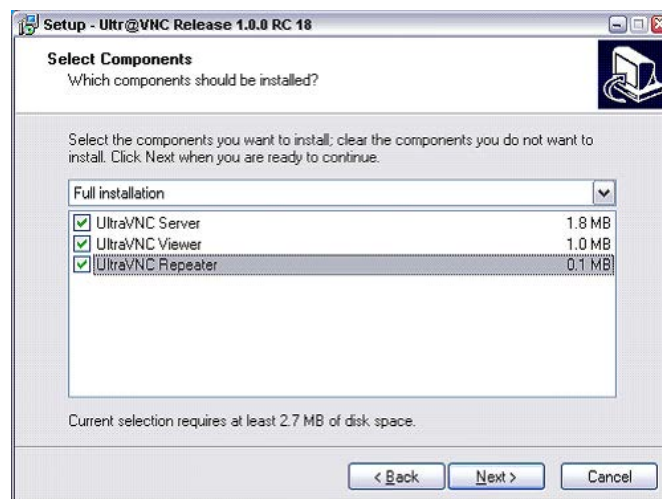 Setup - Ultr@VNC Release 1.0.0 RC 18
Select Components
Which components should be installed?
Select the components you want to install; clear the components you do not want to
install. Click Next when you are ready to continue.
Full installation
UltraVNC Server 1.8 MB
UltraVNC Viewer 1.0 MB
UltraVNC Repeater 0.1 MB
Current selection requires at least 2.7 MB of disk space.
< Back Next > Cancel